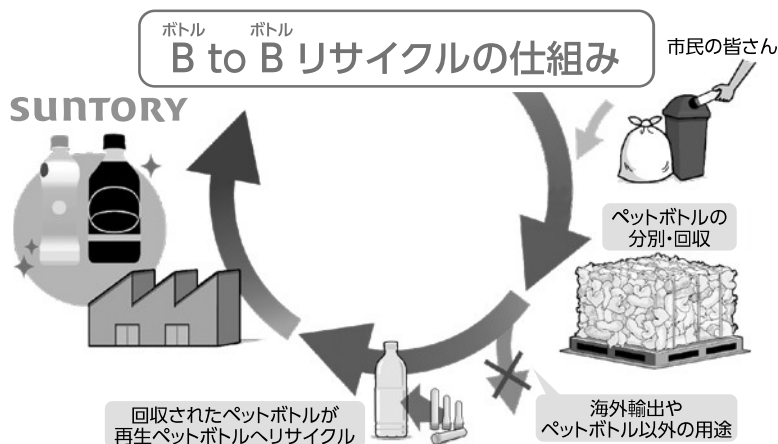 ボトル ボトル
B to B リサイクルの仕組み
市民の皆さん
SUNTORY
ペットボトルの
分別・回収
海外輸出や
ペットボトル以外の用途
回収されたペットボトルが
再生ペットボトルへリサイクル